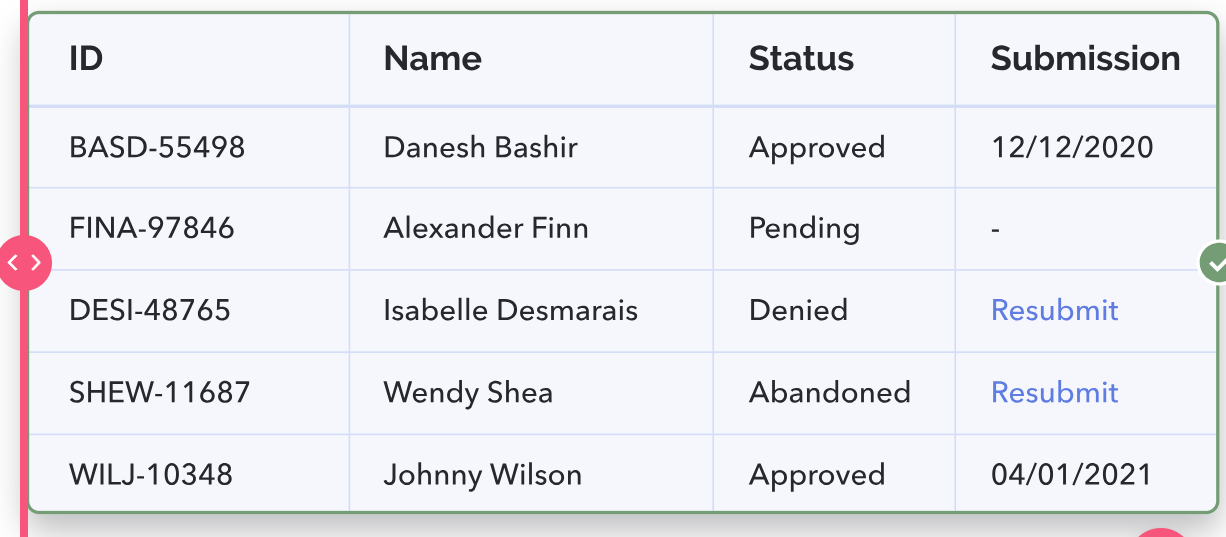 ID Name Status Submission
BASD-55498 Danesh Bashir Approved 12/12/2020
FINA-97846 Alexander Finn Pending -
DESI-48765 Isabelle Desmarais Denied Resubmit
SHEW-11687 Wendy Shea Abandoned Resubmit
WILJ-10348 Johnny Wilson Approved 04/01/2021